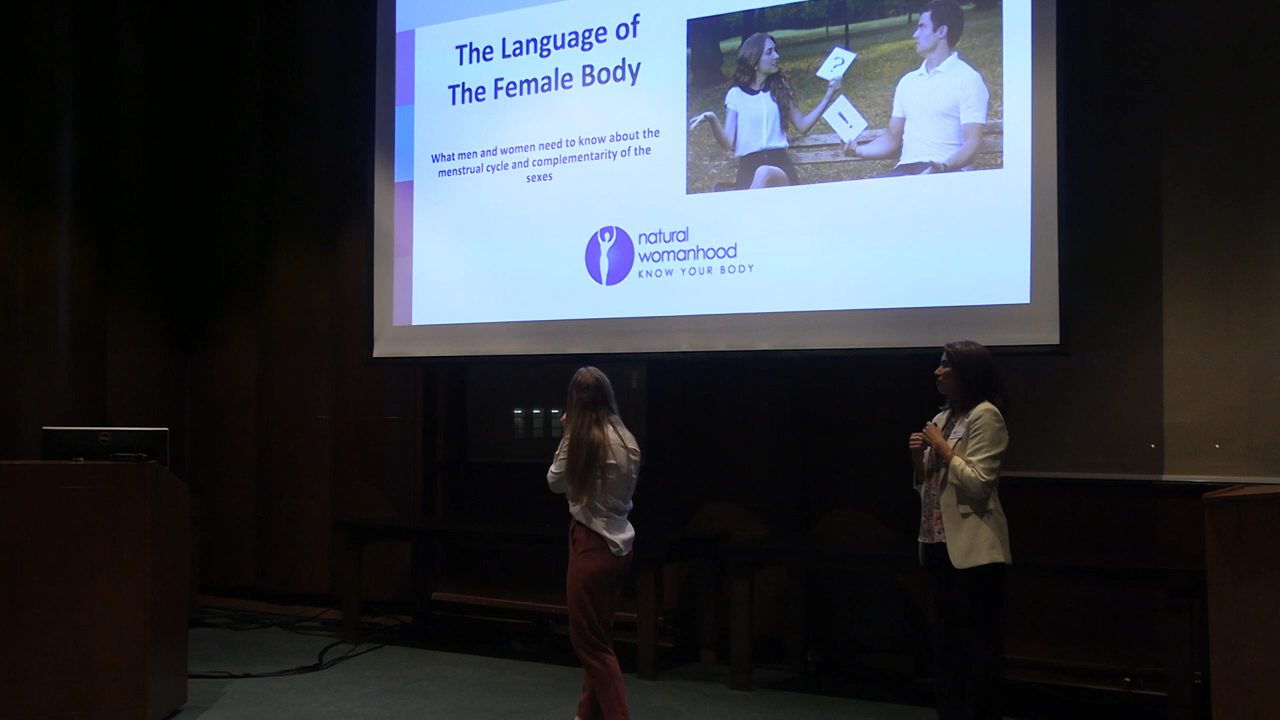 The Language of
The Female Body
What men and women need to know about the
menstrual cycle and complementarity of the
sexes
?
!
natural
womanhood
KNOW YOUR BODY